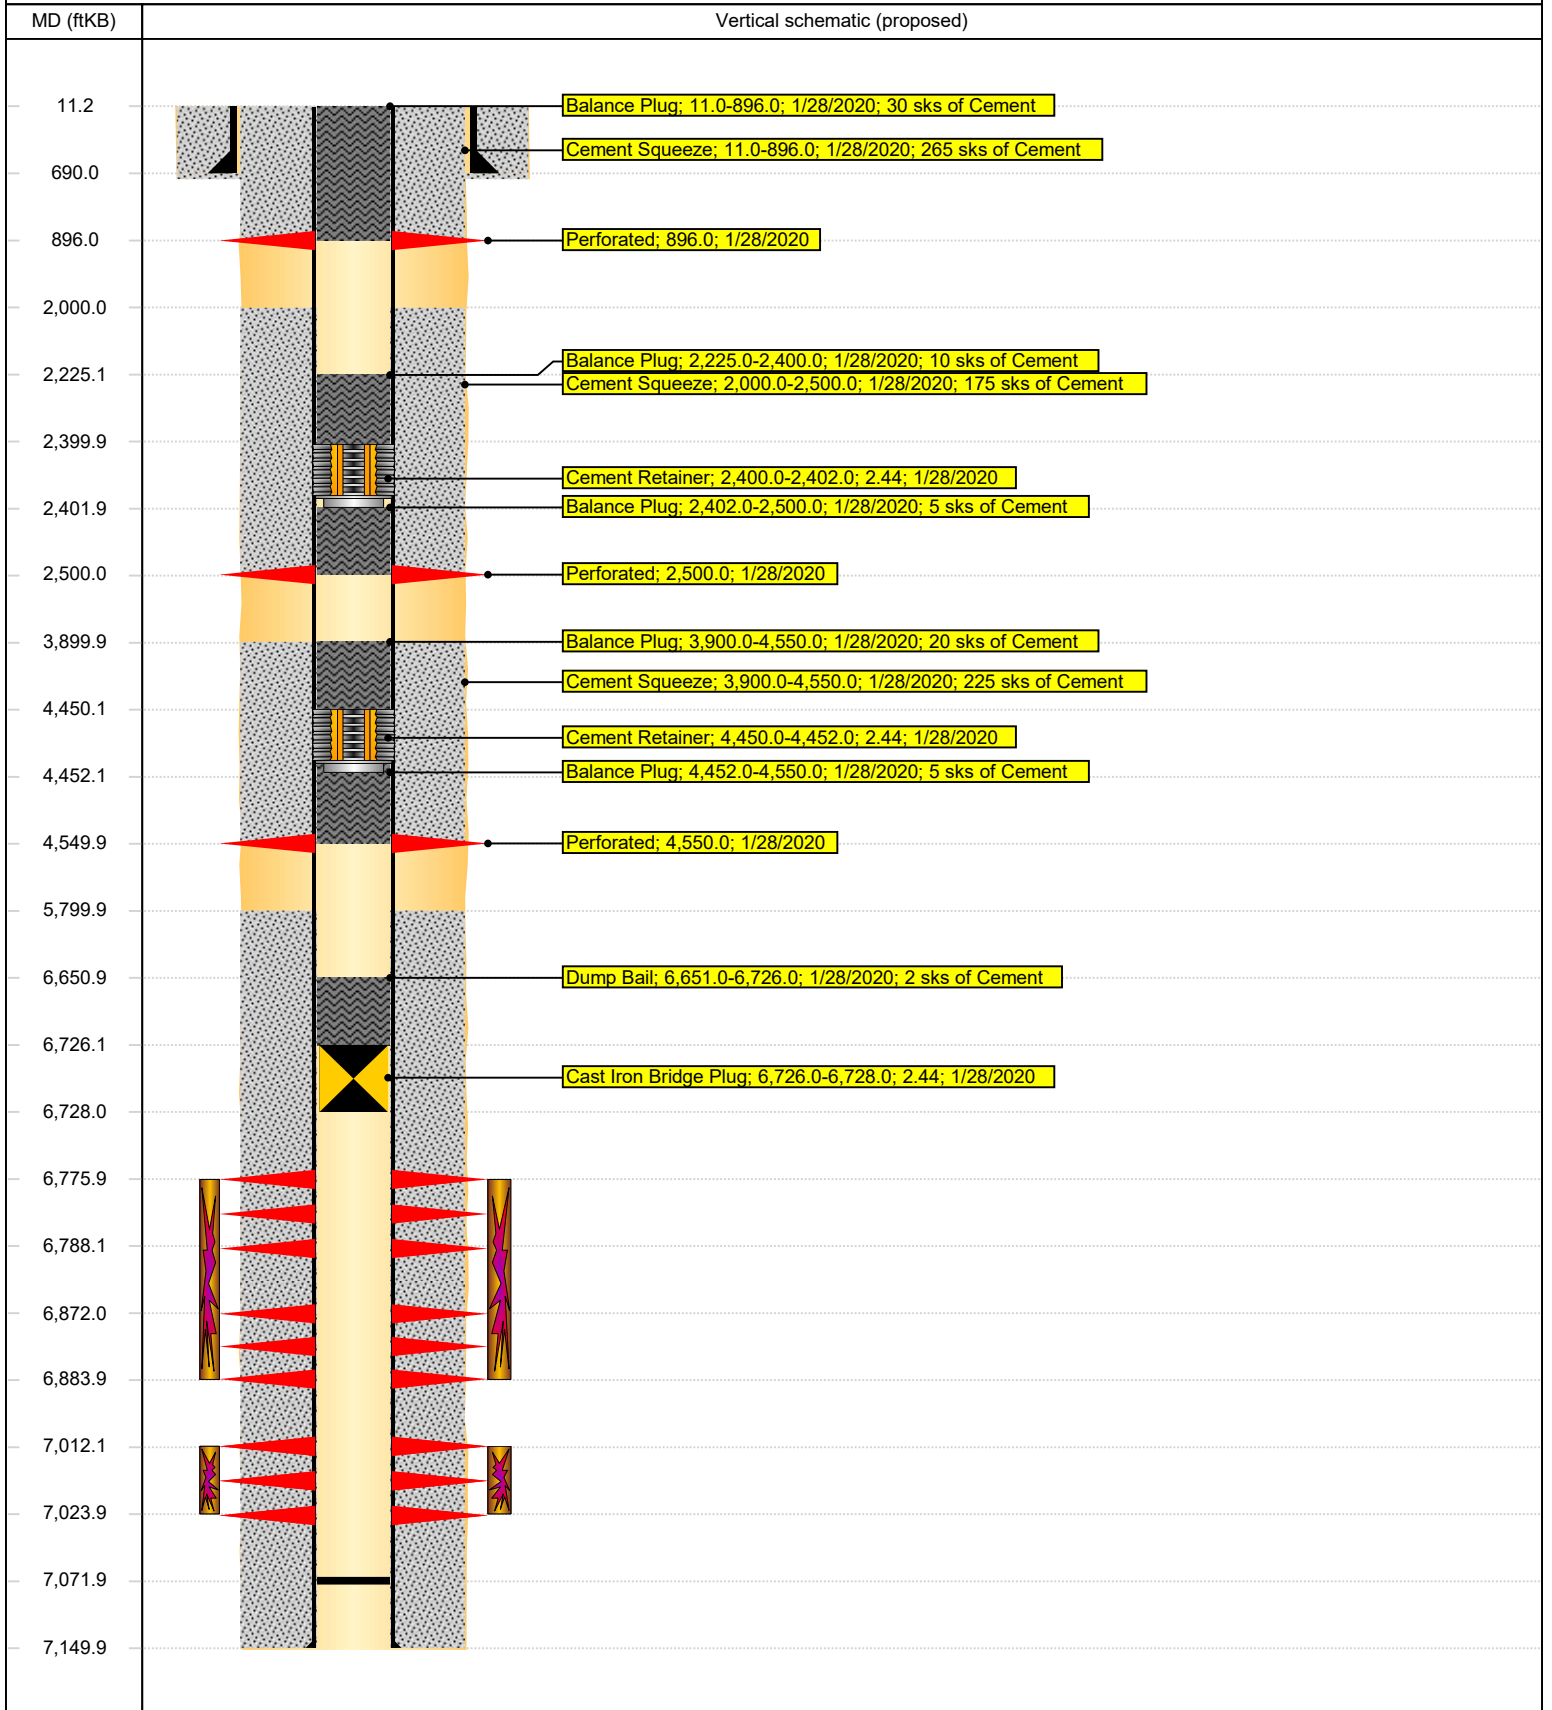 MD (ftKB) Vertical schematic (proposed)
11.2 Balance Plug; 11.0-896.0; 1/28/2020; 30 sks of Cement
Cement Squeeze; 11.0-896.0; 1/28/2020; 265 sks of Cement
690.0
896.0 Perforated; 896.0; 1/28/2020
2,000.0
Balance Plug; 2,225.0-2,400.0; 1/28/2020; 10 sks of Cement
2,225.1
Cement Squeeze; 2,000.0-2,500.0; 1/28/2020; 175 sks of Cement
2,399.9
Cement Retainer; 2,400.0-2,402.0; 2.44; 1/28/2020
2,401.9 Balance Plug; 2,402.0-2,500.0; 1/28/2020; 5 sks of Cement
2,500.0 Perforated; 2,500.0; 1/28/2020
3,899.9 Balance Plug; 3,900.0-4,550.0; 1/28/2020; 20 sks of Cement
Cement Squeeze; 3,900.0-4,550.0; 1/28/2020; 225 sks of Cement
4,450.1
Cement Retainer; 4,450.0-4,452.0; 2.44; 1/28/2020
4,452.1 Balance Plug; 4,452.0-4,550.0; 1/28/2020; 5 sks of Cement
4,549.9 Perforated; 4,550.0; 1/28/2020
5,799.9
6,650.9 Dump Bail; 6,651.0-6,726.0; 1/28/2020; 2 sks of Cement
6,726.1
Cast Iron Bridge Plug; 6,726.0-6,728.0; 2.44; 1/28/2020
6,728.0
6,775.9
6,788.1
6,872.0
6,883.9
7,012.1
7,023.9
7,071.9
7,149.9